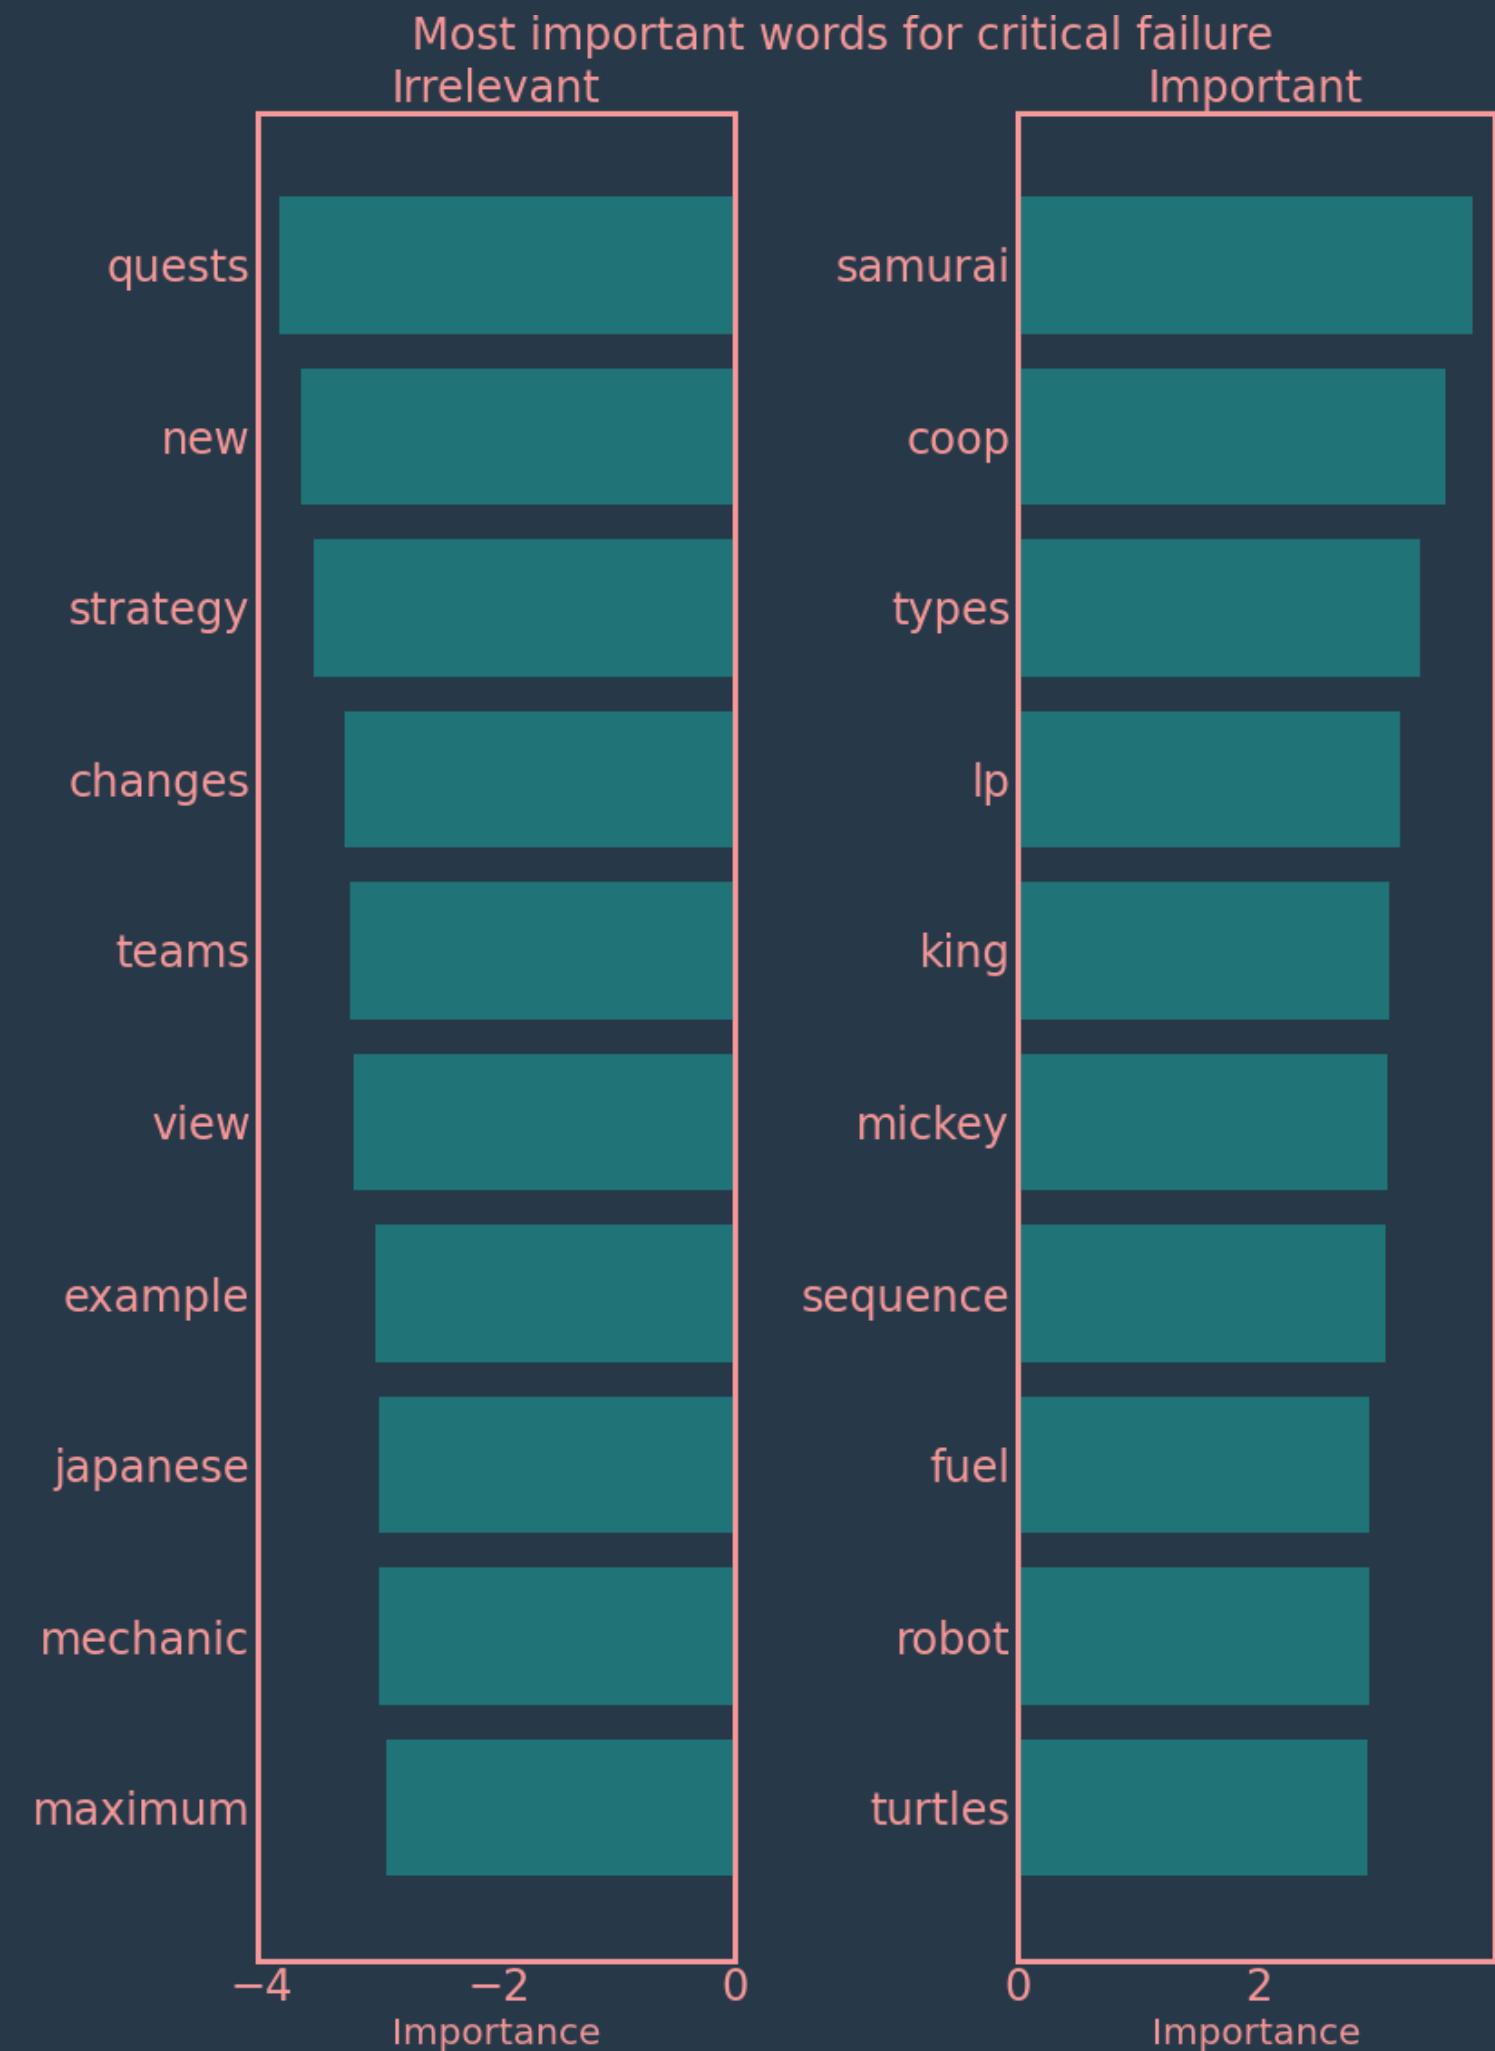 Most important words for critical failure
Irrelevant
quests
new
strategy
changes
teams
view
example
japanese
mechanic
maximum
−4 −2 0
Importance
Important
samurai
coop
types
lp
king
mickey
sequence
fuel
robot
turtles
0 2
Importance